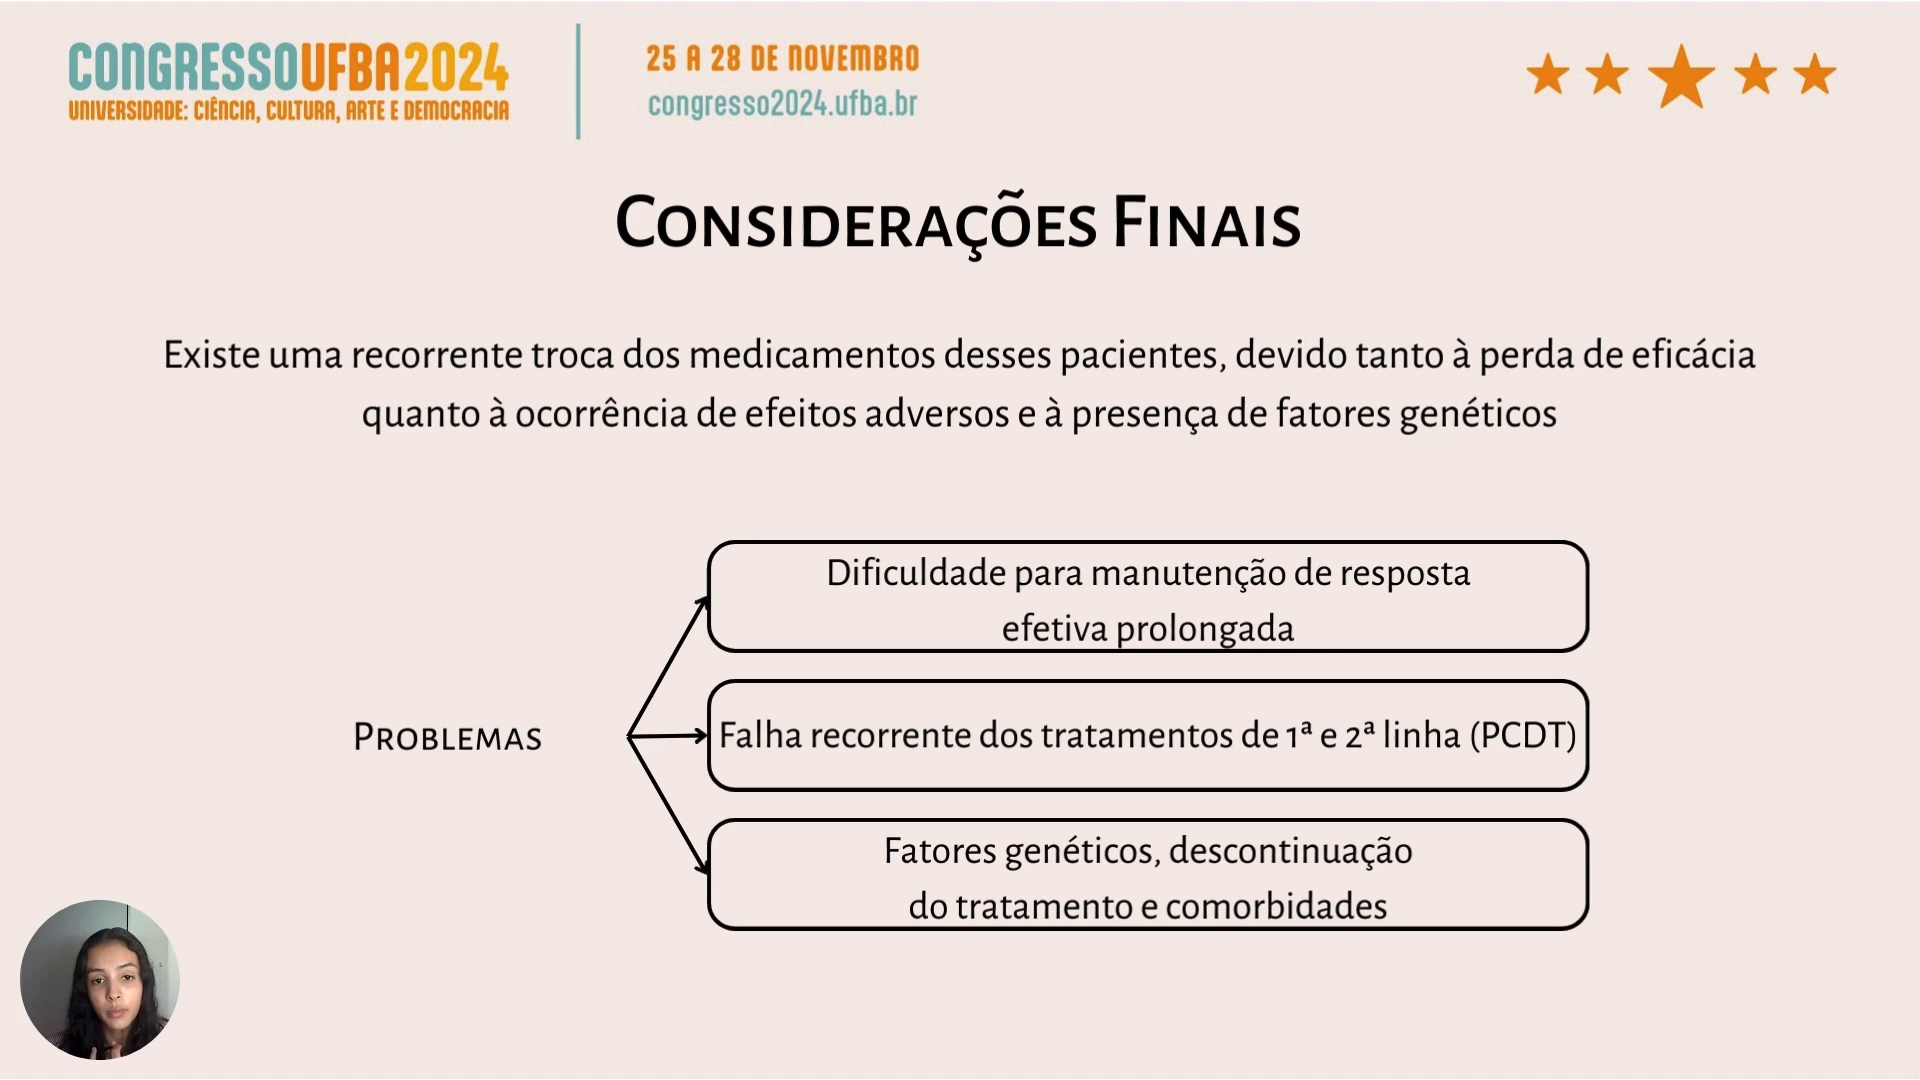 CONGRESSOUFBA2024
UNIVERSIDADE: CIÊNCIA, CULTURA, ARTE E DEMOCRACIA
25 A 28 DE NOVEMBRO
congresso2024.ufba.br
Considerações Finais
Existe uma recorrente troca dos medicamentos desses pacientes, devido tanto à perda de eficácia
quanto à ocorrência de efeitos adversos e à presença de fatores genéticos
Dificuldade para manutenção de resposta
efetiva prolongada
Problemas
Falha recorrente dos tratamentos de 1ª e 2ª linha (PCDT)
Fatores genéticos, descontinuação
do tratamento e comorbidades